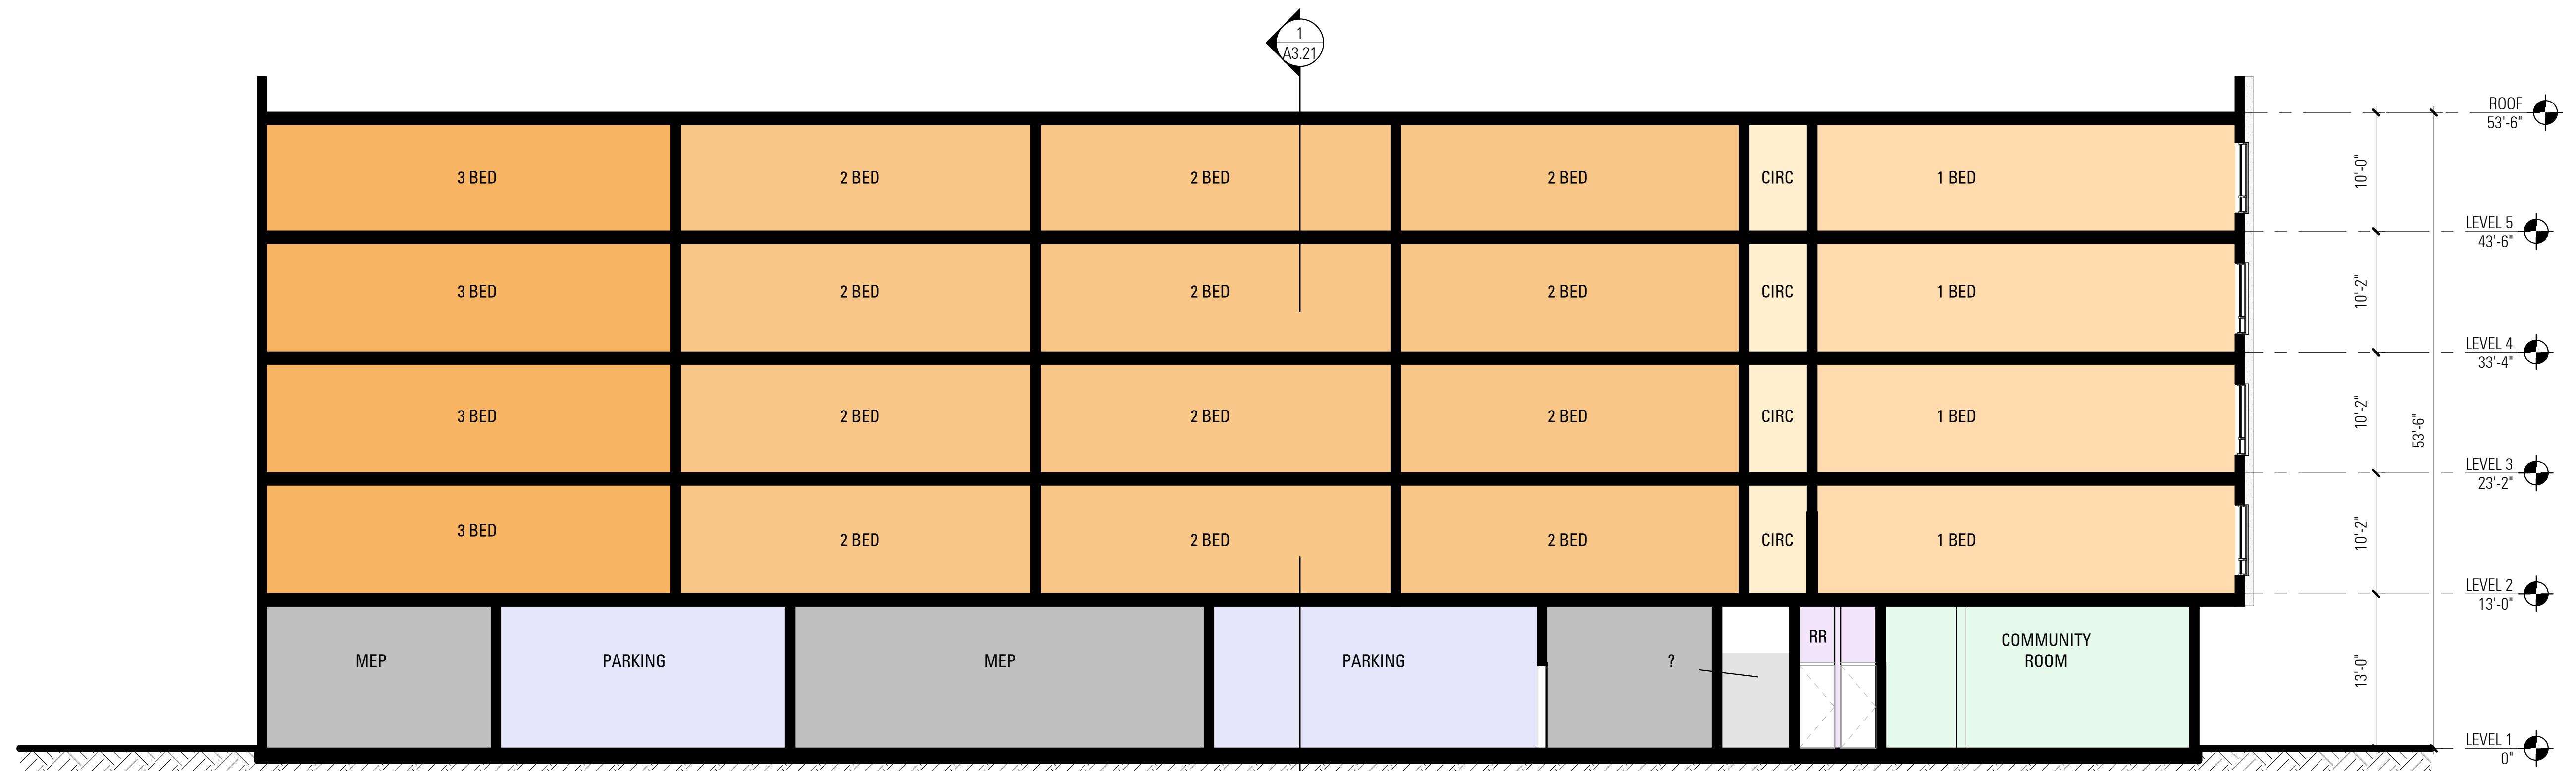 1
A3.21
ROOF
53'-6"
3 BED
2 BED
2 BED
2 BED
CIRC
1 BED
10'-0"
LEVEL 5
43'-6"
3 BED
2 BED
2 BED
2 BED
CIRC
1 BED
10'-2"
LEVEL 4
33'-4"
3 BED
2 BED
2 BED
2 BED
CIRC
1 BED
10'-2"
53'-6"
LEVEL 3
23'-2"
3 BED
2 BED
2 BED
2 BED
CIRC
1 BED
10'-2"
LEVEL 2
13'-0"
MEP
PARKING
MEP
PARKING
?
RR
COMMUNITY
ROOM
13'-0"
LEVEL 1
0"